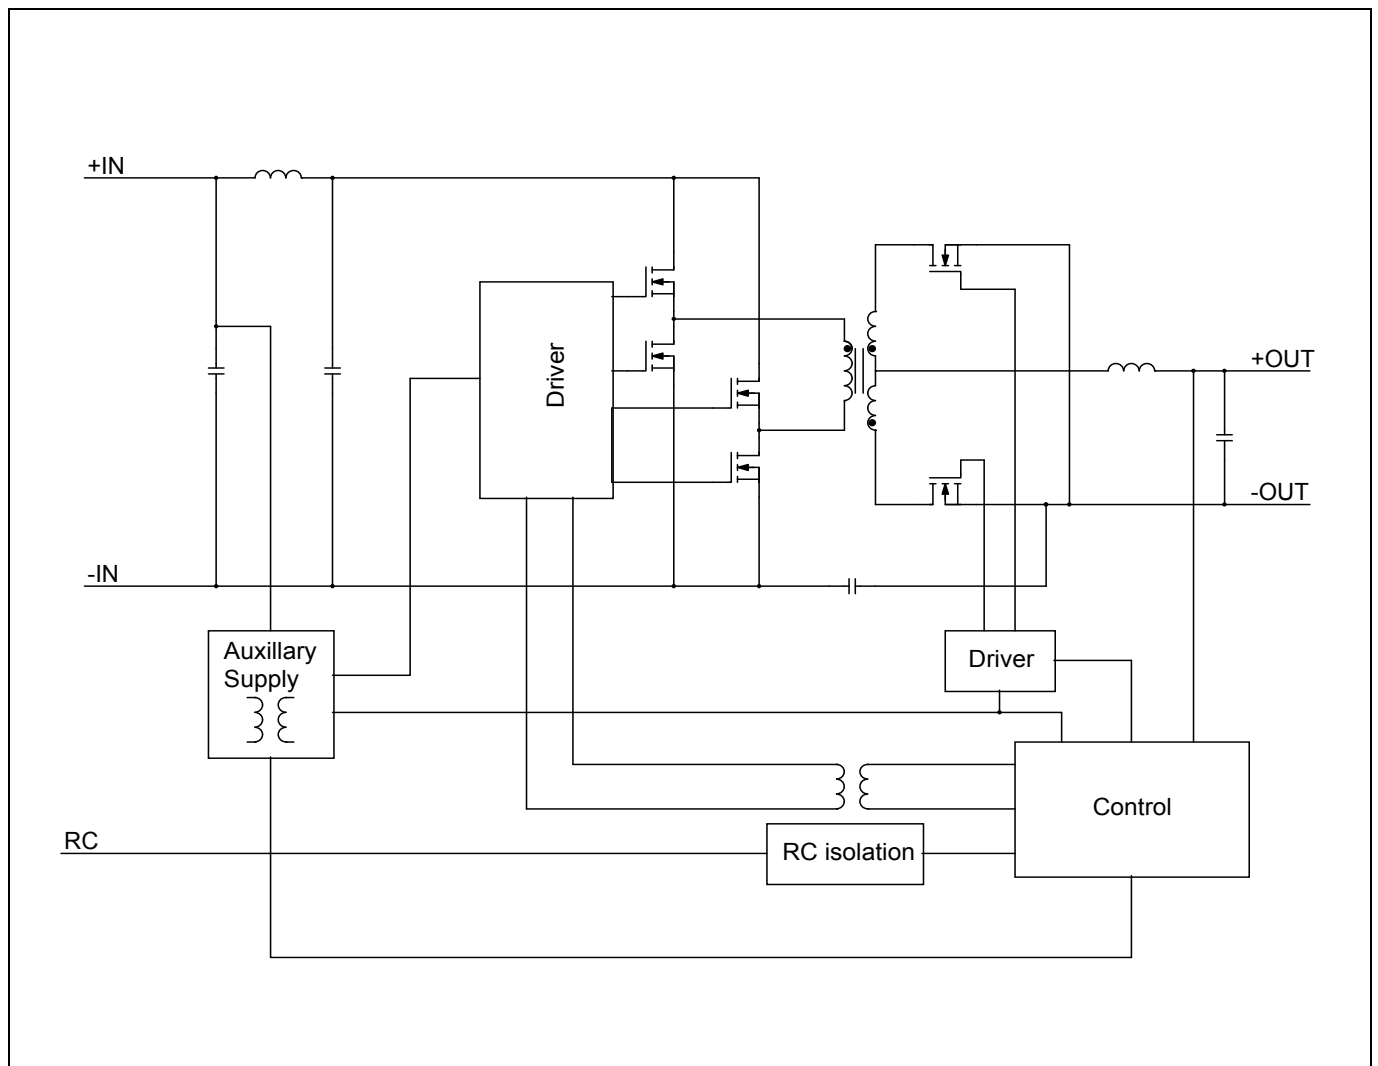 +IN
Driver
+OUT
-OUT
-IN
Auxillary
Supply
Driver
Control
RC
RC isolation